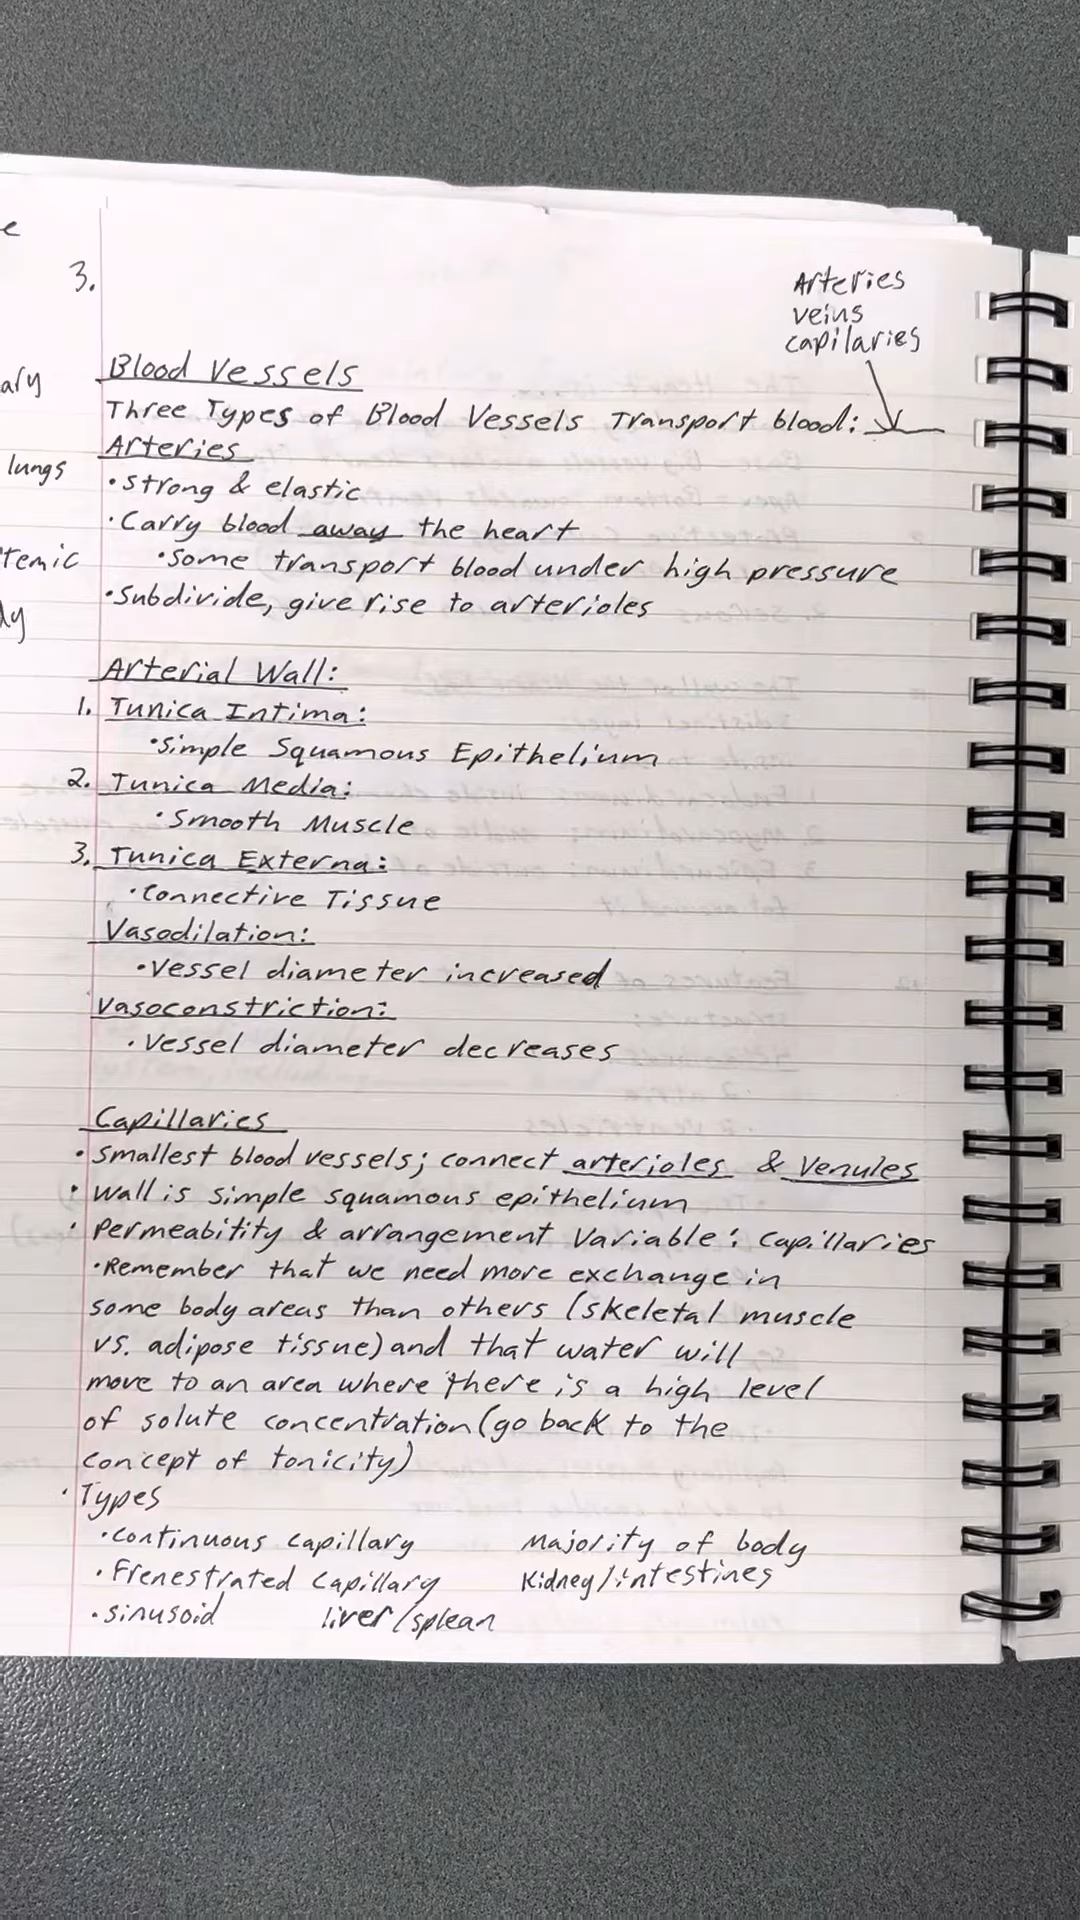 e
3.
Arteries
veins
capilaries
ary
lungs
temic
dy
Blood Vessels
Three Types of Blood Vessels Transport blood:
Arteries
• Strong & elastic
• Carry blood away the heart
• Some transport blood under high pressure
• Subdivide, give rise to arterioles
Arterial Wall:
1. Tunica Intima:
• Simple Squamous Epithelium
2. Tunica Media:
• Smooth Muscle
3. Tunica Externa:
• Connective Tissue
Vasodilation:
• Vessel diameter increased
Vasoconstriction:
• Vessel diameter decreases
Capillaries
• Smallest blood vessels; connect arterioles & Venules
• Wall is simple squamous epithelium
• Permeabitity & arrangement Variable: Capillaries
• Remember that we need more exchange in
some body areas than others (skeletal muscle
vs. adipose tissue) and that water will
move to an area where there is a high level
of solute concentration (go back to the
concept of tonicity)
• Types
• Continuous Capillary Majority of body
• Frenestrated Capillary Kidney/intestines
• sinusoid liver/splean